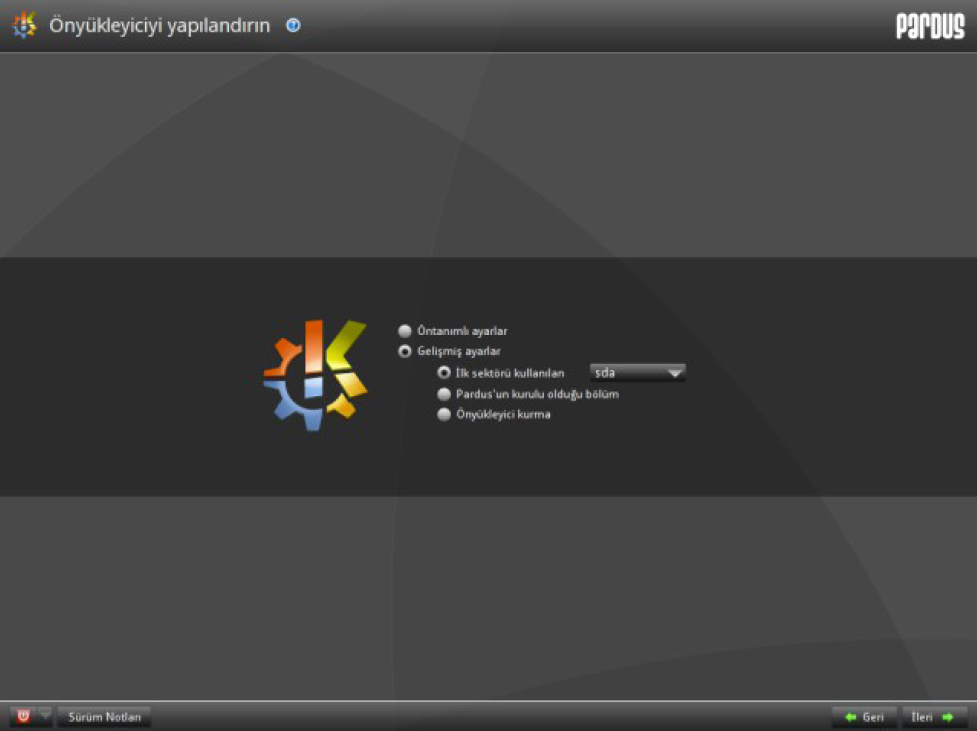 Önyükleyiciyi yapılandırın ?
PARDUS
Öntanımlı ayarlar
Gelişmiş ayarlar
İlk sektörü kullanılan sda
Pardus'un kurulu olduğu bölüm
Önyükleyici kurma
Sürüm Notları
Geri İleri